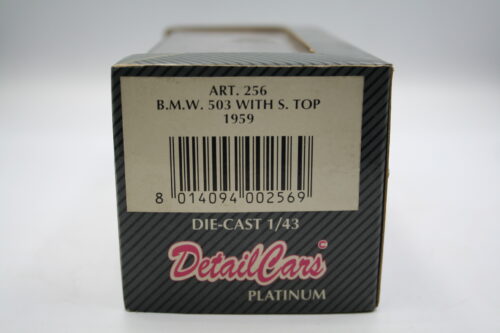 ART. 256
B.M.W. 503 WITH S. TOP
1959
8 014094 002569
DIE-CAST 1/43
DetailCars ©
PLATINUM